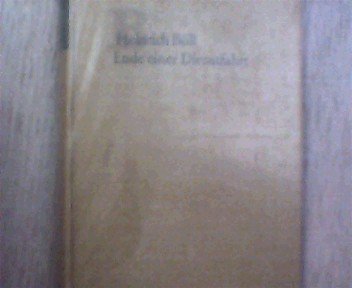 Heinrich Böll
Ende einer Dienstfahrt